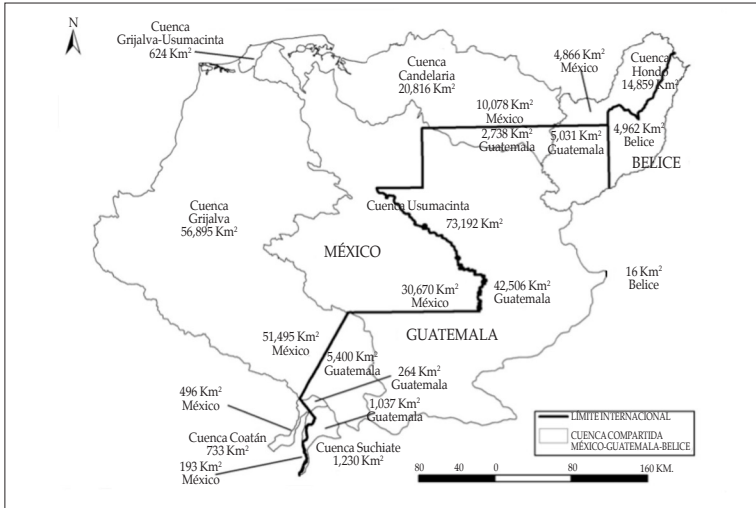 Cuenca
Grijalva-Usumacinta
624 Km²
N
Cuenca
Candelaria
20,816 Km²
4,866 Km²
México
Cuenca
Hondo
14,859 Km²
10,078 Km²
México
2,738 Km²
Guatemala
5,031 Km²
Guatemala
4,962 Km²
Belice
BELICE
Cuenca
Grijalva
56,895 Km²
Cuenca Usumacinta
73,192 Km²
MÉXICO
16 Km²
Belice
30,670 Km²
México
42,506 Km²
Guatemala
51,495 Km²
México
GUATEMALA
5,400 Km²
Guatemala
264 Km²
Guatemala
496 Km²
México
1,037 Km²
Guatemala
Cuenca Coatán
733 Km²
Cuenca Suchiate
1,230 Km²
193 Km²
México
LÍMITE INTERNACIONAL
CUENCA COMPARTIDA
MÉXICO-GUATEMALA-BELICE
80 0 80 160 KM.